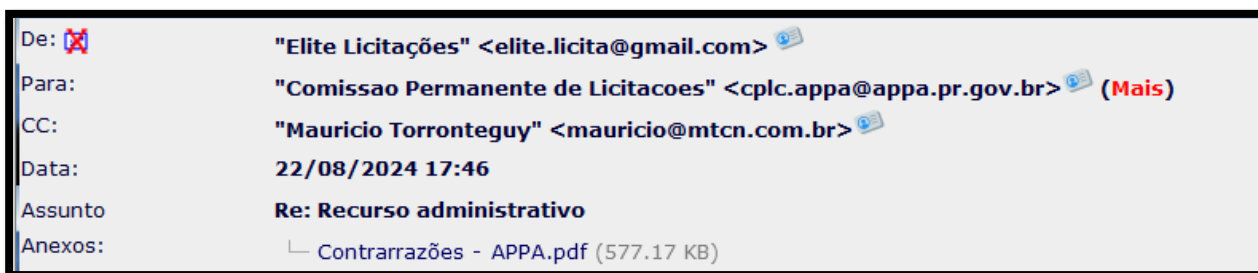 De: "Elite Licitações" <elite.licita@gmail.com>
Para: "Comissao Permanente de Licitacoes" <cplc.appa@appa.pr.gov.br> (Mais)
CC: "Mauricio Torronteguy" <mauricio@mtcn.com.br>
Data: 22/08/2024 17:46
Assunto Re: Recurso administrativo
Anexos: Contrarrazões - APPA.pdf (577.17 KB)